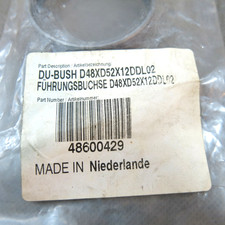 Part Description - Artikelbezeichnung
DU-BUSH D48XD52X12DDL02
FUHRUNGSBUCHSE D48XD52X12DDL02
Part Number / Artikelnummer
48600429
MADE IN Niederlande